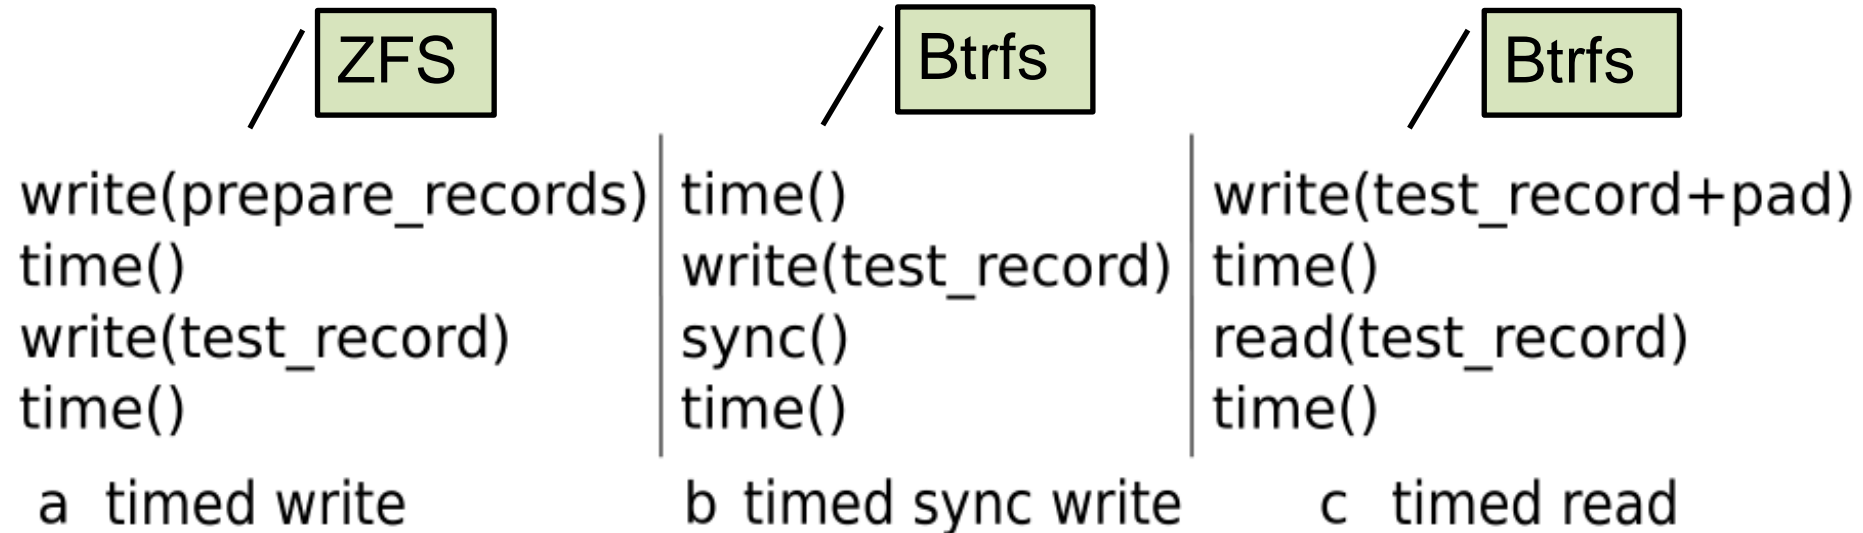 ZFS
write(prepare_records)
time()
write(test_record)
time()
a timed write
Btrfs
time()
write(test_record)
sync()
time()
b timed sync write
Btrfs
write(test_record+pad)
time()
read(test_record)
time()
c timed read